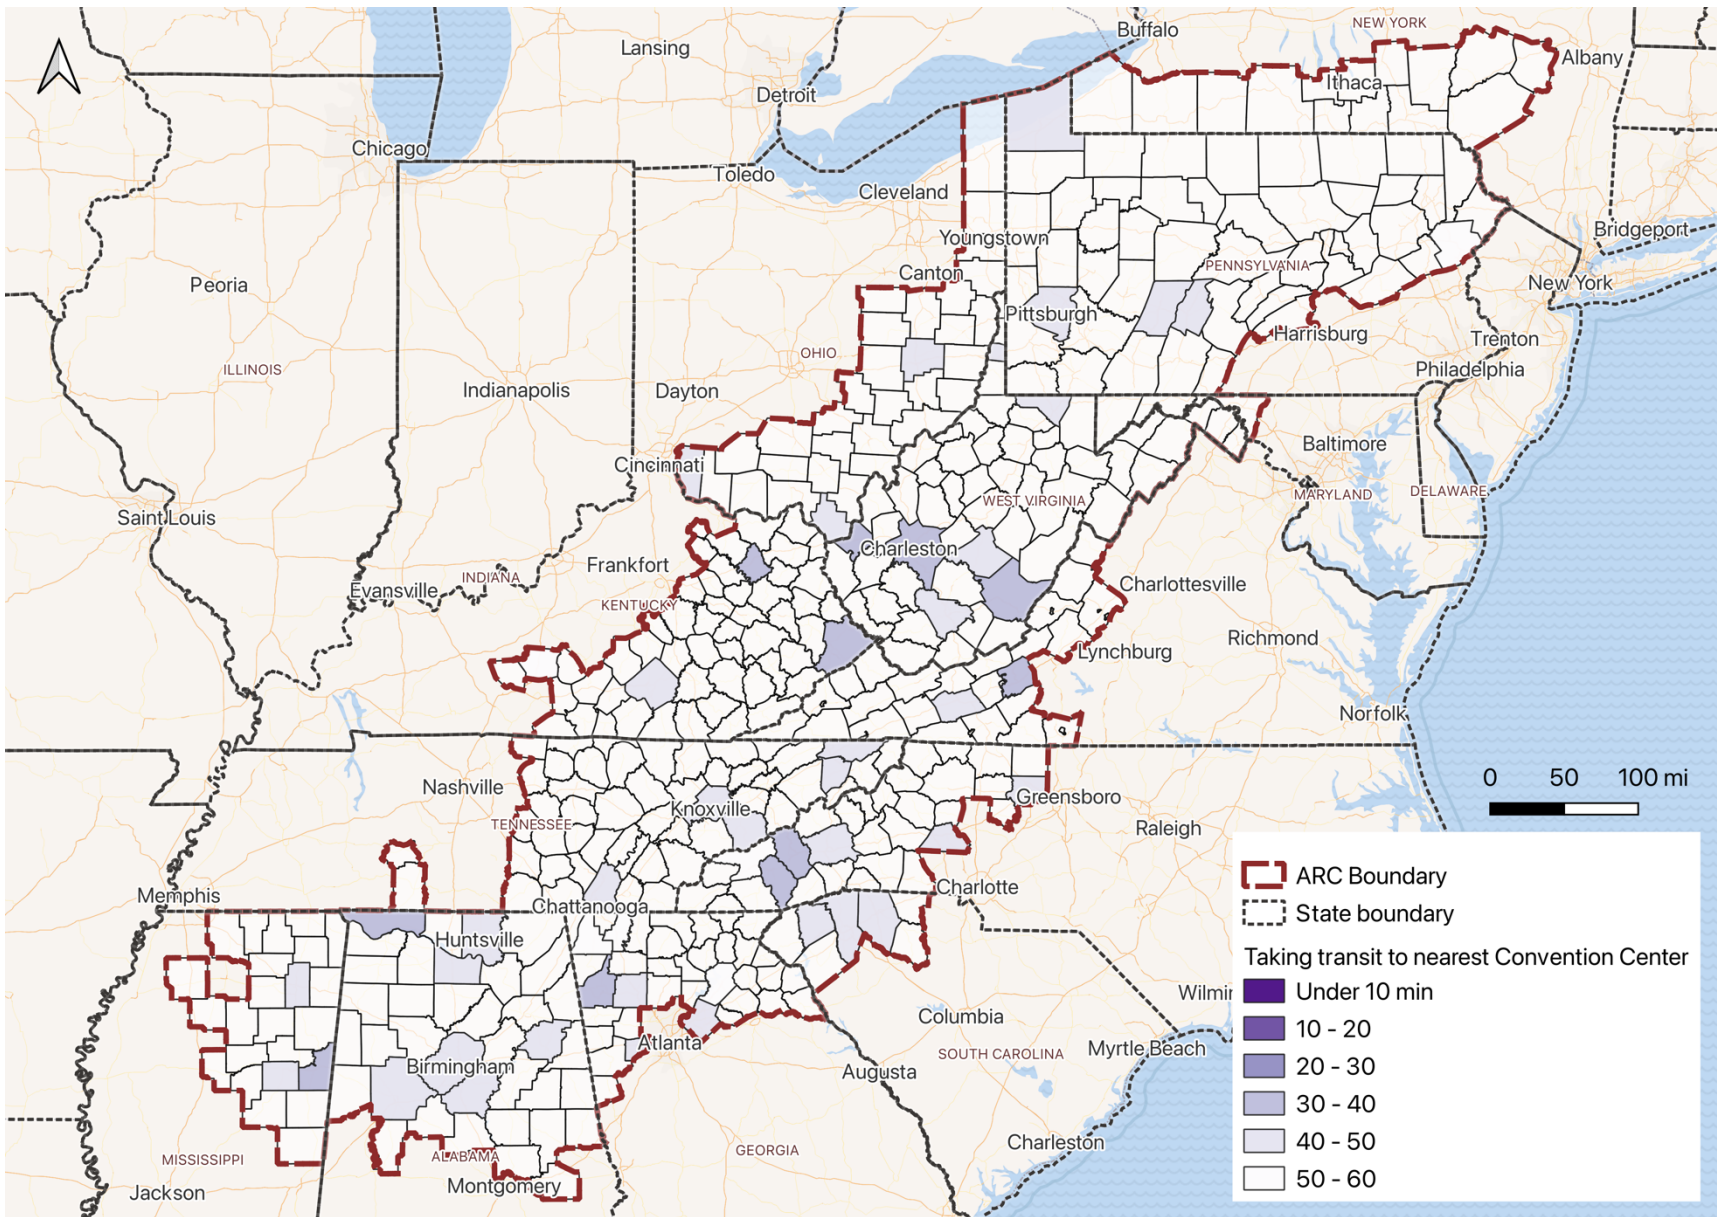 Buffalo
NEW YORK
Albany
Lansing
Ithaca
Detroit
Chicago
Toledo
Cleveland
Bridgeport
Youngstown
PENNSYLVANIA
Canton
New York
Peoria
Pittsburgh
Harrisburg
Trenton
OHIO
ILLINOIS
Philadelphia
Indianapolis
Dayton
Baltimore
Cincinnati
MARYLAND
DELAWARE
WEST VIRGINIA
Saint Louis
Charleston
Frankfort
INDIANA
Evansville
Charlottesville
KENTUCKY
Richmond
Lynchburg
Norfolk
0 50 100 mi
Nashville
Greensboro
Knoxville
TENNESSEE
Raleigh
Memphis
Charlotte
Chattanooga
Huntsville
Wilmin
Columbia
Atlanta
SOUTH CAROLINA
Myrtle Beach
Birmingham
Augusta
Charleston
GEORGIA
MISSISSIPPI
ALABAMA
Jackson
Montgomery
ARC Boundary
State boundary
Taking transit to nearest Convention Center
Under 10 min
10 - 20
20 - 30
30 - 40
40 - 50
50 - 60